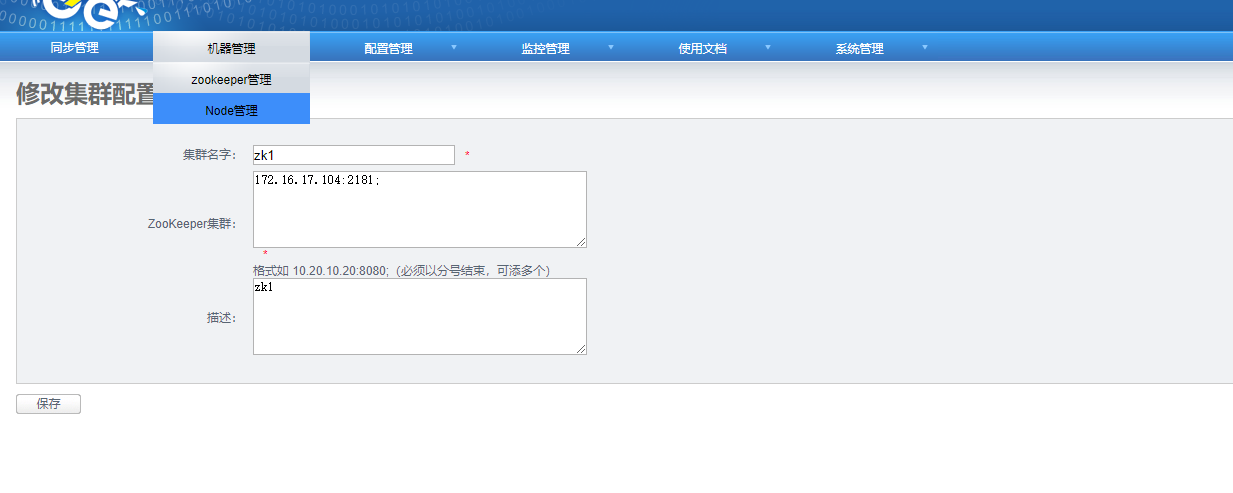 同步管理 机器管理 配置管理 监控管理 使用文档 系统管理
zookeeper管理
修改集群配置
Node管理
集群名字： zk1 *
172.16.17.104:2181;
ZooKeeper集群：
*
格式如 10.20.10.20:8080;（必须以分号结束，可添多个）
zk1
描述：
保存